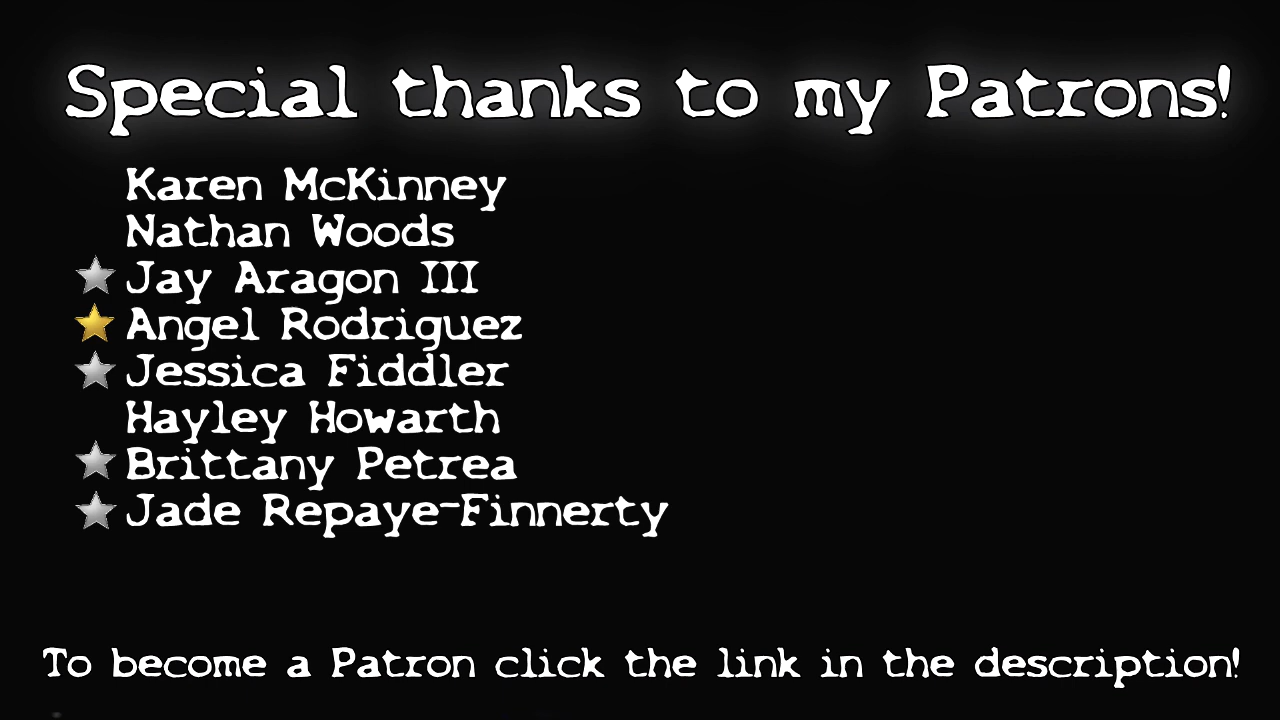 Special thanks to my Patrons!
Karen McKinney
Nathan Woods
Jay Aragon III
Angel Rodriguez
Jessica Fiddler
Hayley Howarth
Brittany Petrea
Jade Repaye-Finnerty
To become a Patron click the link in the description!